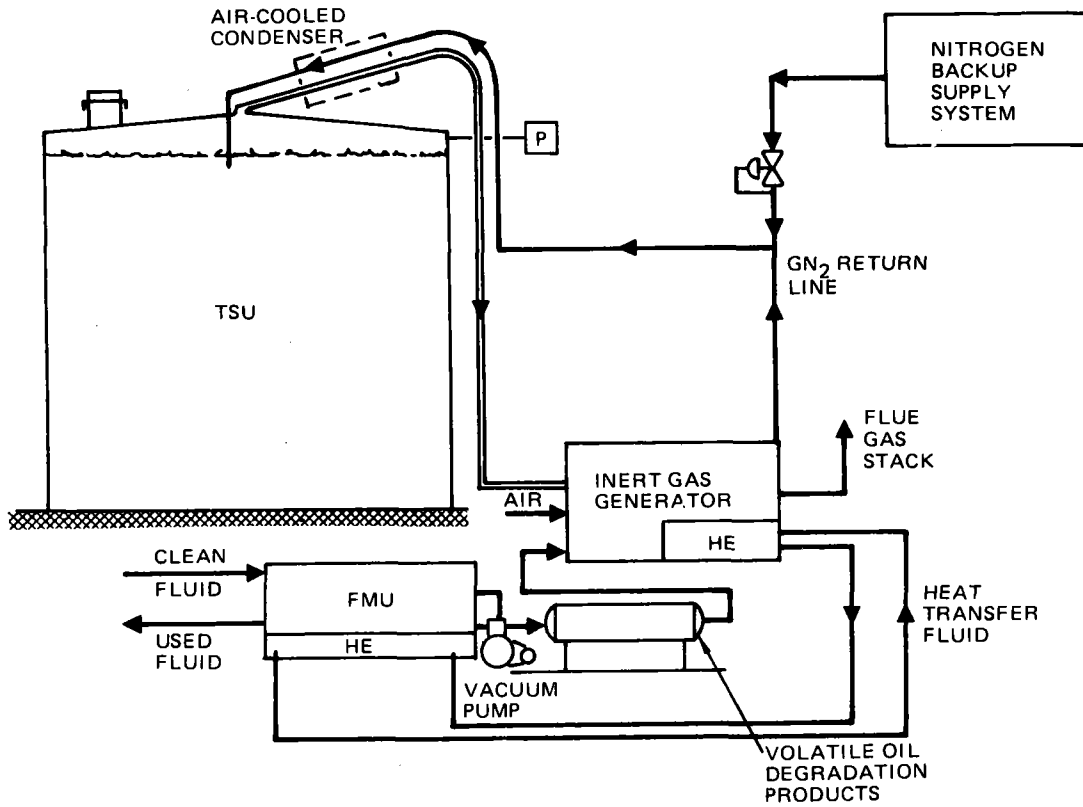 AIR-COOLED
CONDENSER
NITROGEN
BACKUP
SUPPLY
SYSTEM
P
TSU
GN2 RETURN
LINE
FLUE
GAS
STACK
INERT GAS
GENERATOR
AIR
HE
CLEAN
FLUID
FMU
HEAT
TRANSFER
FLUID
USED
FLUID
HE
VACUUM
PUMP
VOLATILE OIL
DEGRADATION
PRODUCTS